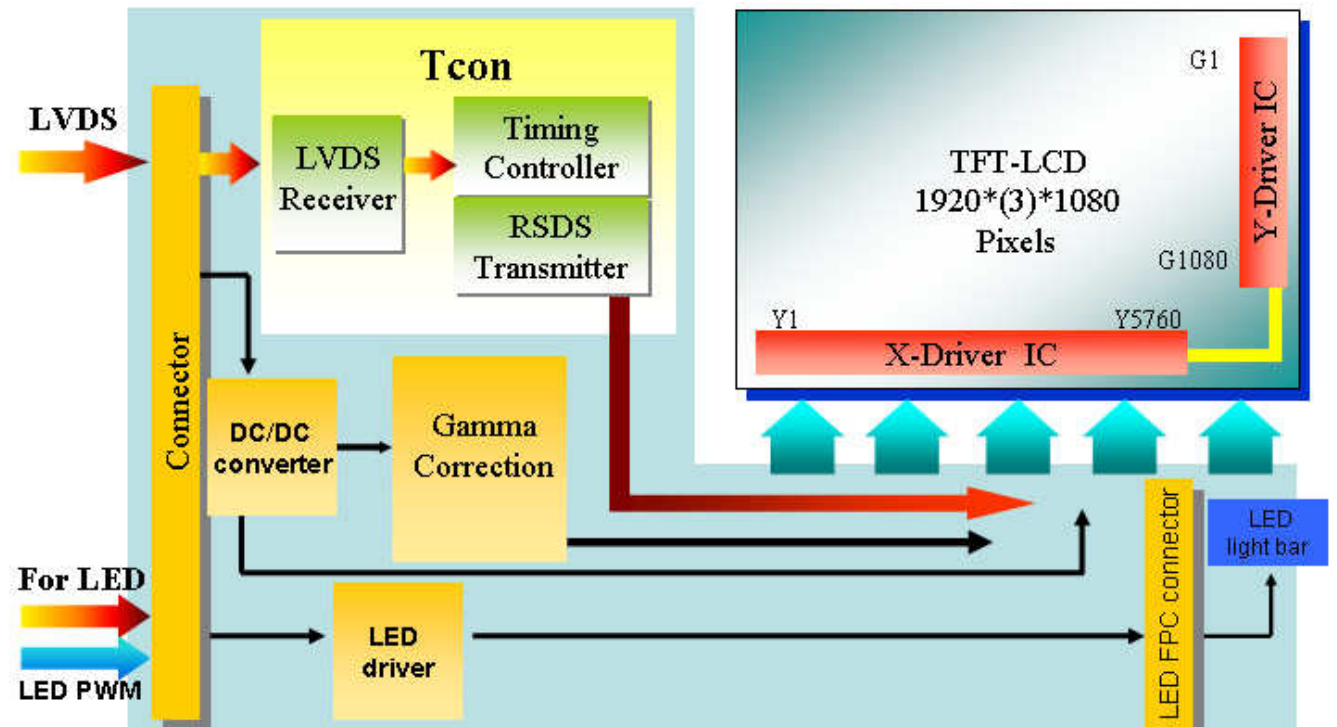 LVDS
Connector
Tcon
LVDS
Receiver
Timing
Controller
RSDS
Transmitter
DC/DC
converter
Gamma
Correction
For LED
LED PWM
LED
driver
TFT-LCD
1920*(3)*1080
Pixels
G1
Y-Driver IC
G1080
Y1
Y5760
X-Driver IC
LED FPC connector
LED
light bar